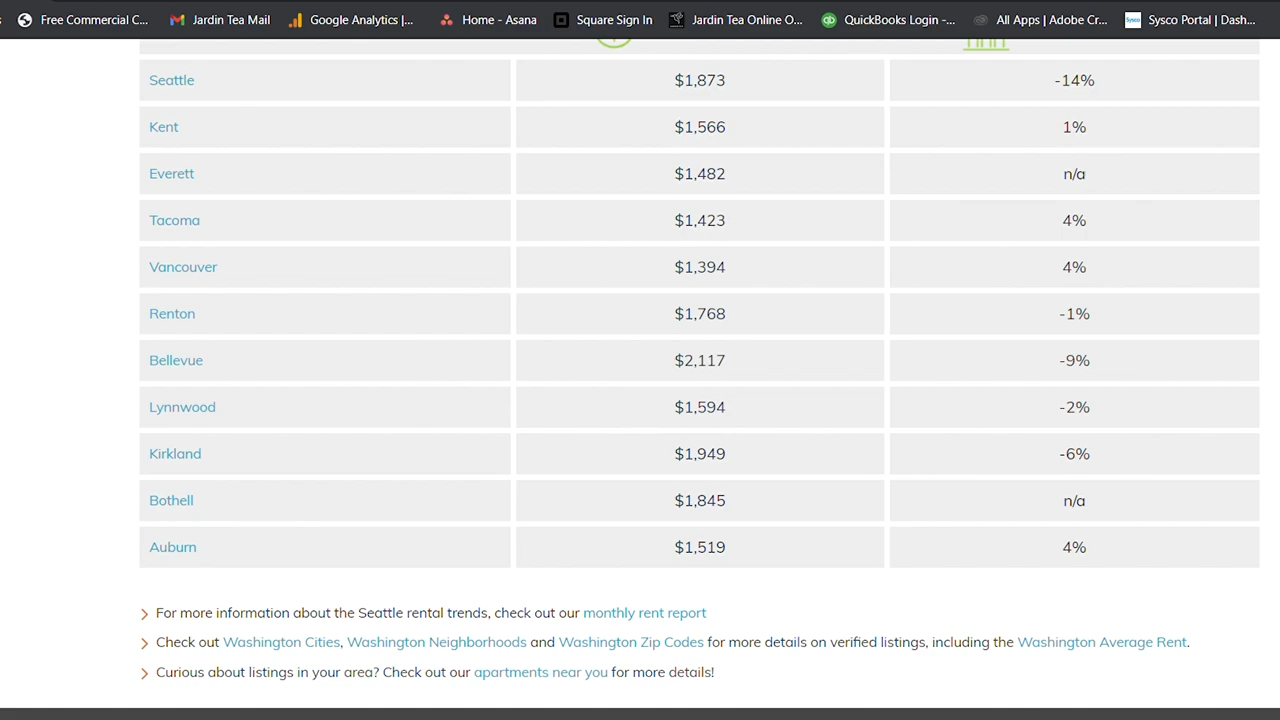 Free Commercial C... Jardin Tea Mail Google Analytics |... Home - Asana Square Sign In Jardin Tea Online O... QuickBooks Login -... All Apps | Adobe Cr... Sysco Sysco Portal | Dash...
Seattle $1,873 -14%
Kent $1,566 1%
Everett $1,482 n/a
Tacoma $1,423 4%
Vancouver $1,394 4%
Renton $1,768 -1%
Bellevue $2,117 -9%
Lynnwood $1,594 -2%
Kirkland $1,949 -6%
Bothell $1,845 n/a
Auburn $1,519 4%
For more information about the Seattle rental trends, check out our monthly rent report
Check out Washington Cities, Washington Neighborhoods and Washington Zip Codes for more details on verified listings, including the Washington Average Rent.
Curious about listings in your area? Check out our apartments near you for more details!